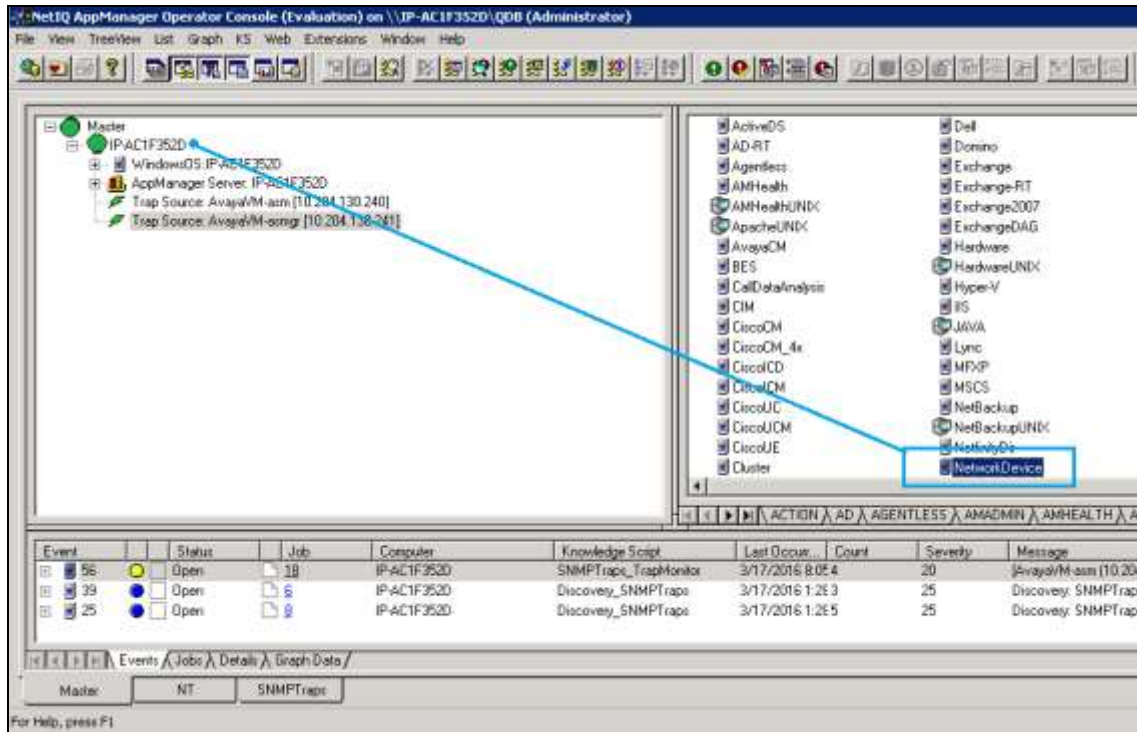 NetIQ AppManager Operator Console (Evaluation) on \\IP-AC1F352D\QDB (Administrator)
File View TreeView List Graph KS Web Extensions Window Help
Master
IP-AC1F352D
WindowsOS: IP-AC1F352D
AppManager Server: IP-AC1F352D
Trap Source: AvayaVM-asm [10.204.130.240]
Trap Source: AvayaVM-asmgr [10.204.130.241]
ActiveDS
AD-RT
Agentless
AMHealth
AMHealthUNIX
ApacheUNIX
AvayaCM
BES
CallDataAnalysis
CIM
CiscoCM
CiscoCM_4x
CiscoICD
CiscoICM
CiscoUC
CiscoUCM
CiscoUE
Cluster
Dell
Domino
Exchange
Exchange-RT
Exchange2007
ExchangeDAG
Hardware
HardwareUNIX
Hyper-V
IIS
JAVA
Lync
MFXP
MSCS
NetBackup
NetBackupUNIX
NetfinityDir
NetworkDevice
ACTION AD AGENTLESS AMADMIN AMHEALTH A
Event Status Job Computer Knowledge Script Last Occurr... Count Severity Message
56 Open 18 IP-AC1F352D SNMPTraps_TrapMonitor 3/17/2016 8:05 4 20 [AvayaVM-asm (10.20
39 Open 6 IP-AC1F352D Discovery_SNMPTraps 3/17/2016 1:26 3 25 Discovery: SNMPTrap
25 Open 8 IP-AC1F352D Discovery_SNMPTraps 3/17/2016 1:26 5 25 Discovery: SNMPTrap
Events Jobs Details Graph Data
Master NT SNMPTraps
For Help, press F1